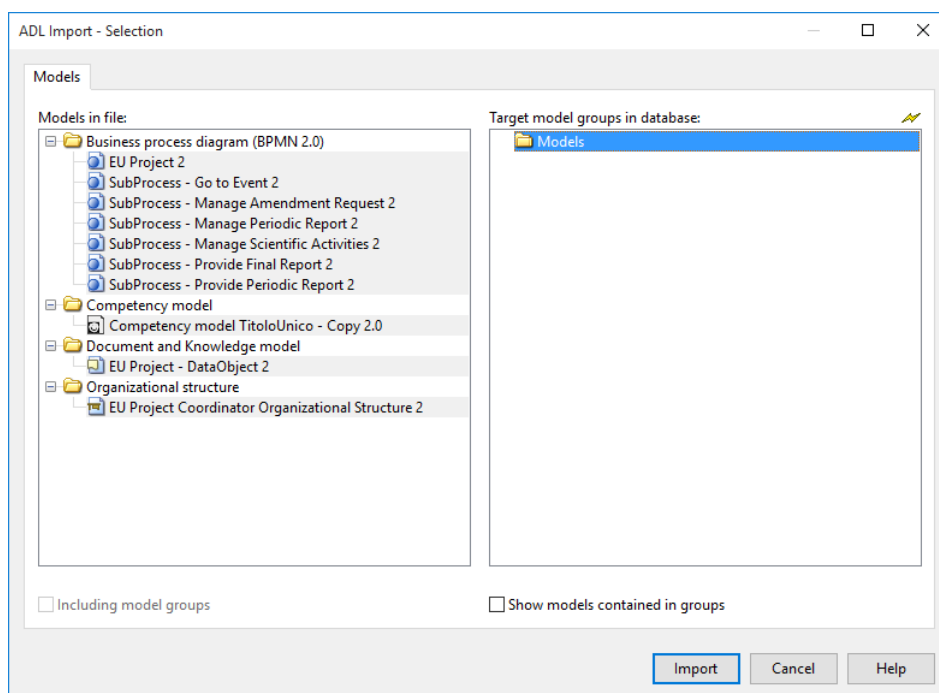 ADL Import - Selection
Models
Models in file:
Target model groups in database:
Business process diagram (BPMN 2.0)
EU Project 2
SubProcess - Go to Event 2
SubProcess - Manage Amendment Request 2
SubProcess - Manage Periodic Report 2
SubProcess - Manage Scientific Activities 2
SubProcess - Provide Final Report 2
SubProcess - Provide Periodic Report 2
Competency model
Competency model TitoloUnico - Copy 2.0
Document and Knowledge model
EU Project - DataObject 2
Organizational structure
EU Project Coordinator Organizational Structure 2
Models
Including model groups
Show models contained in groups
Import
Cancel
Help